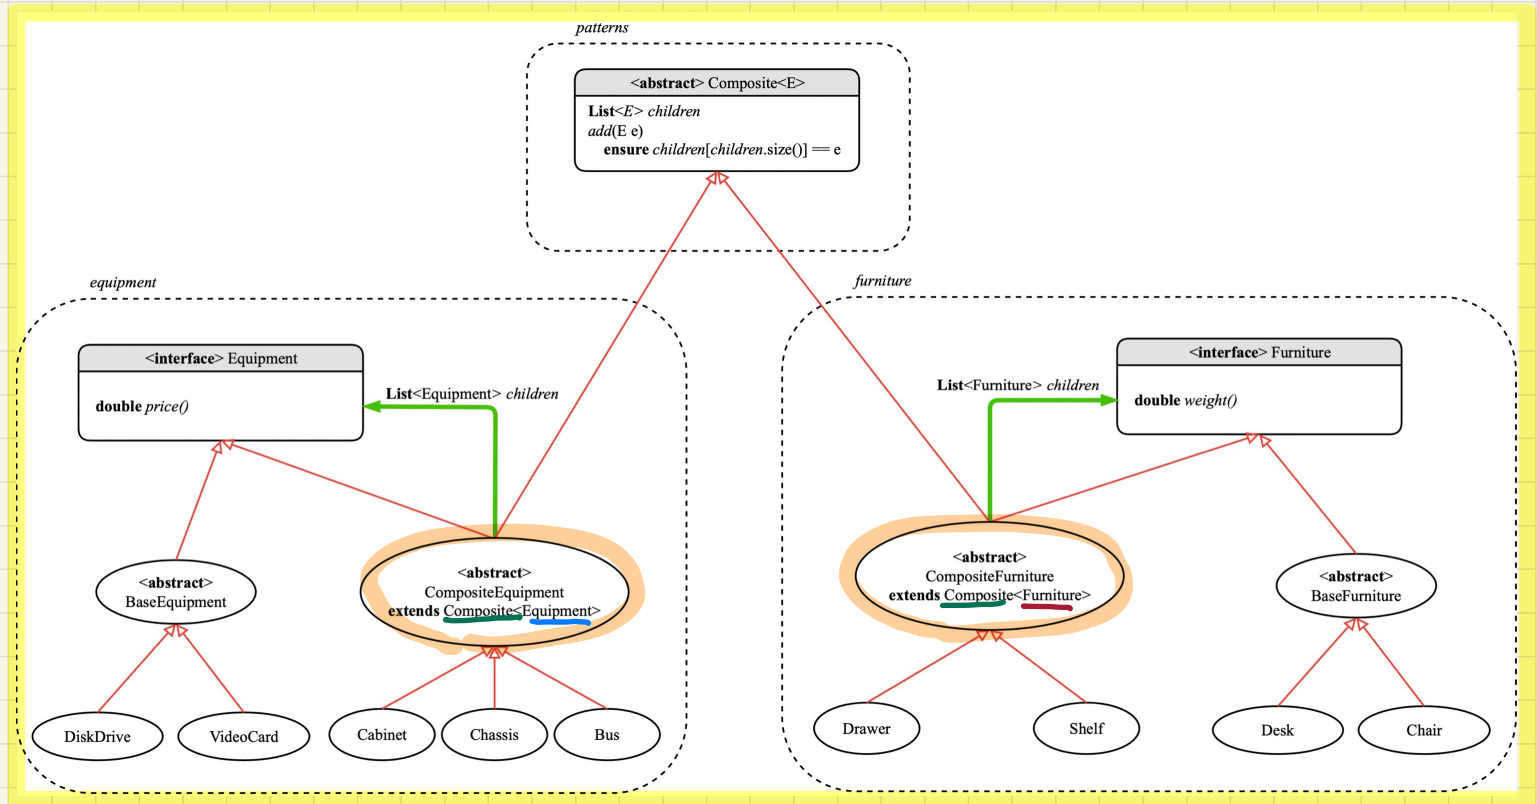 patterns
<abstract> Composite<E>
List<E> children
add(E e)
ensure children[children.size()] == e
equipment
<interface> Equipment
double price()
List<Equipment> children
<abstract>
BaseEquipment
<abstract>
CompositeEquipment
extends Composite<Equipment>
DiskDrive
VideoCard
Cabinet
Chassis
Bus
furniture
<interface> Furniture
double weight()
List<Furniture> children
<abstract>
CompositeFurniture
extends Composite<Furniture>
<abstract>
BaseFurniture
Drawer
Shelf
Desk
Chair